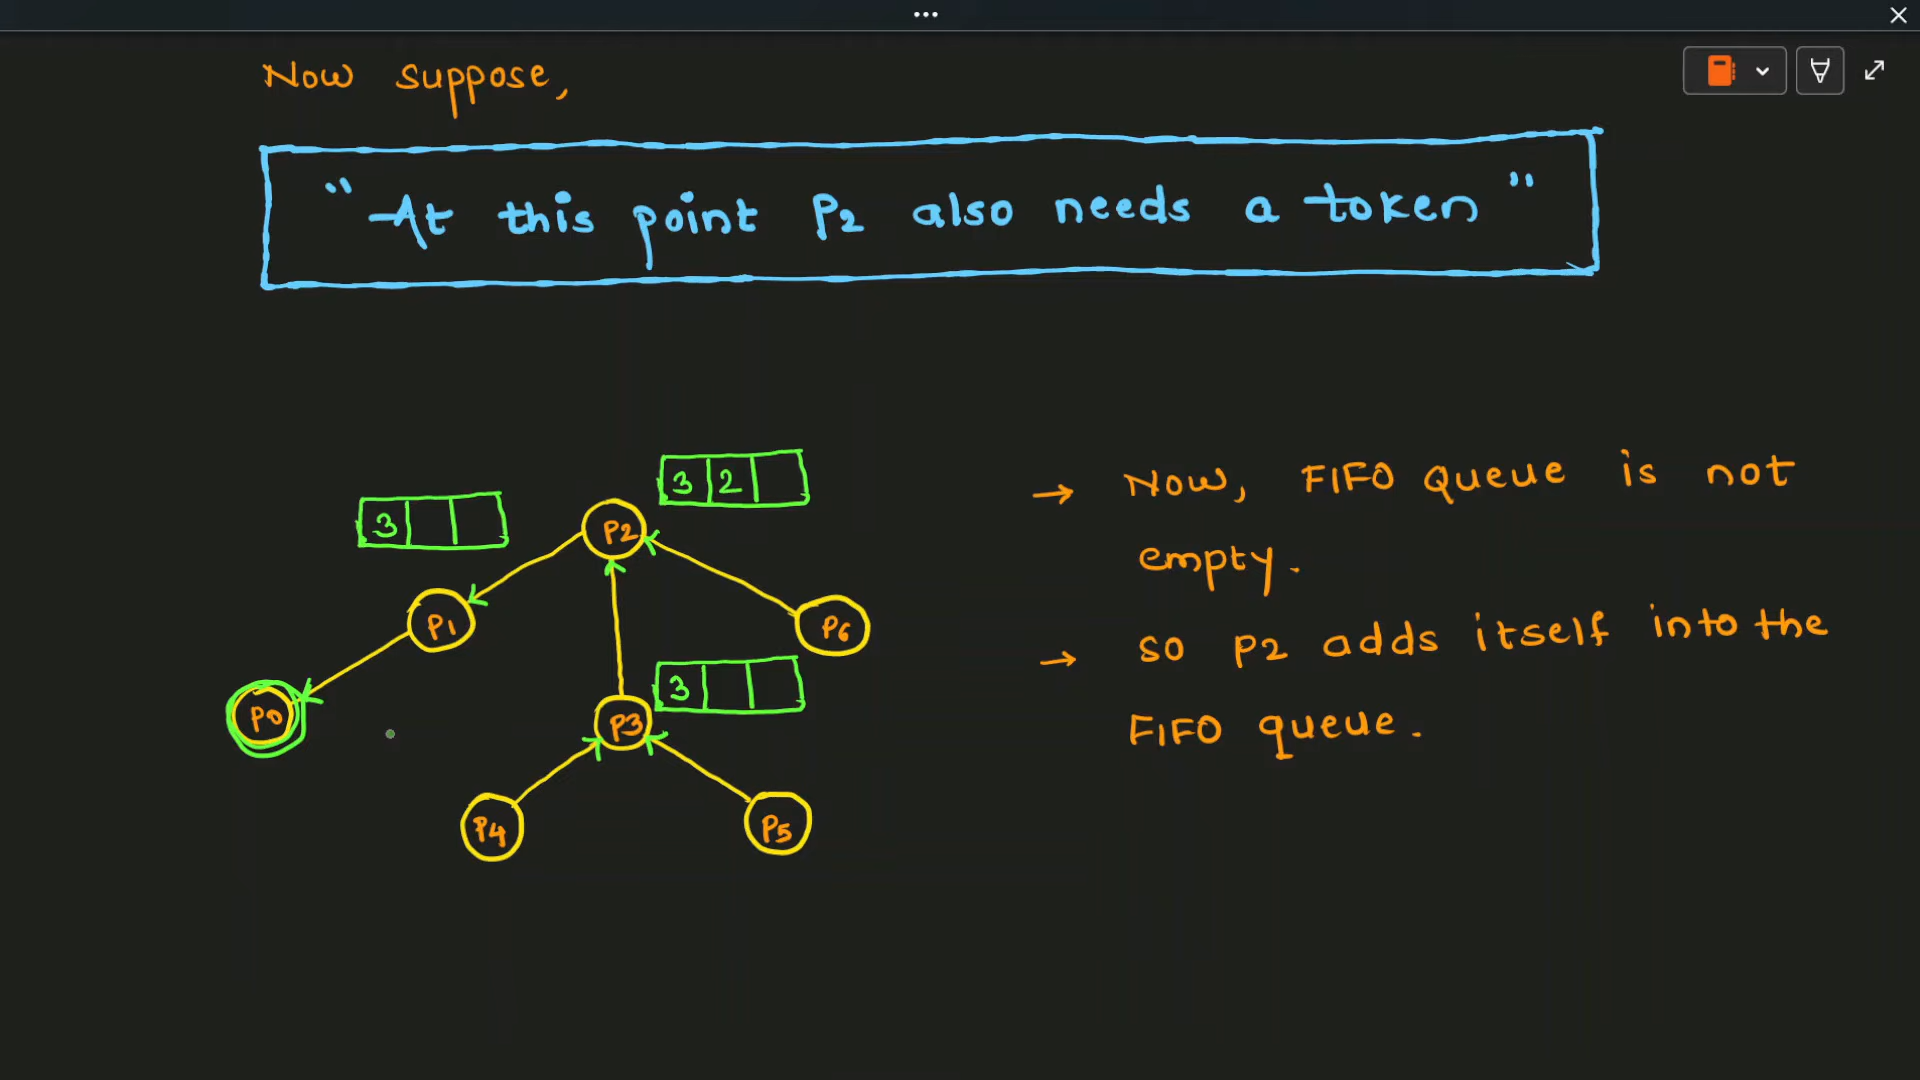 Now suppose,
"At this point P2 also needs a token"
3 2
3
P2
P1
P6
3
P0
P3
P4
P5
→ Now, FIFO queue is not
empty.
→ so P2 adds itself into the
FIFO queue.